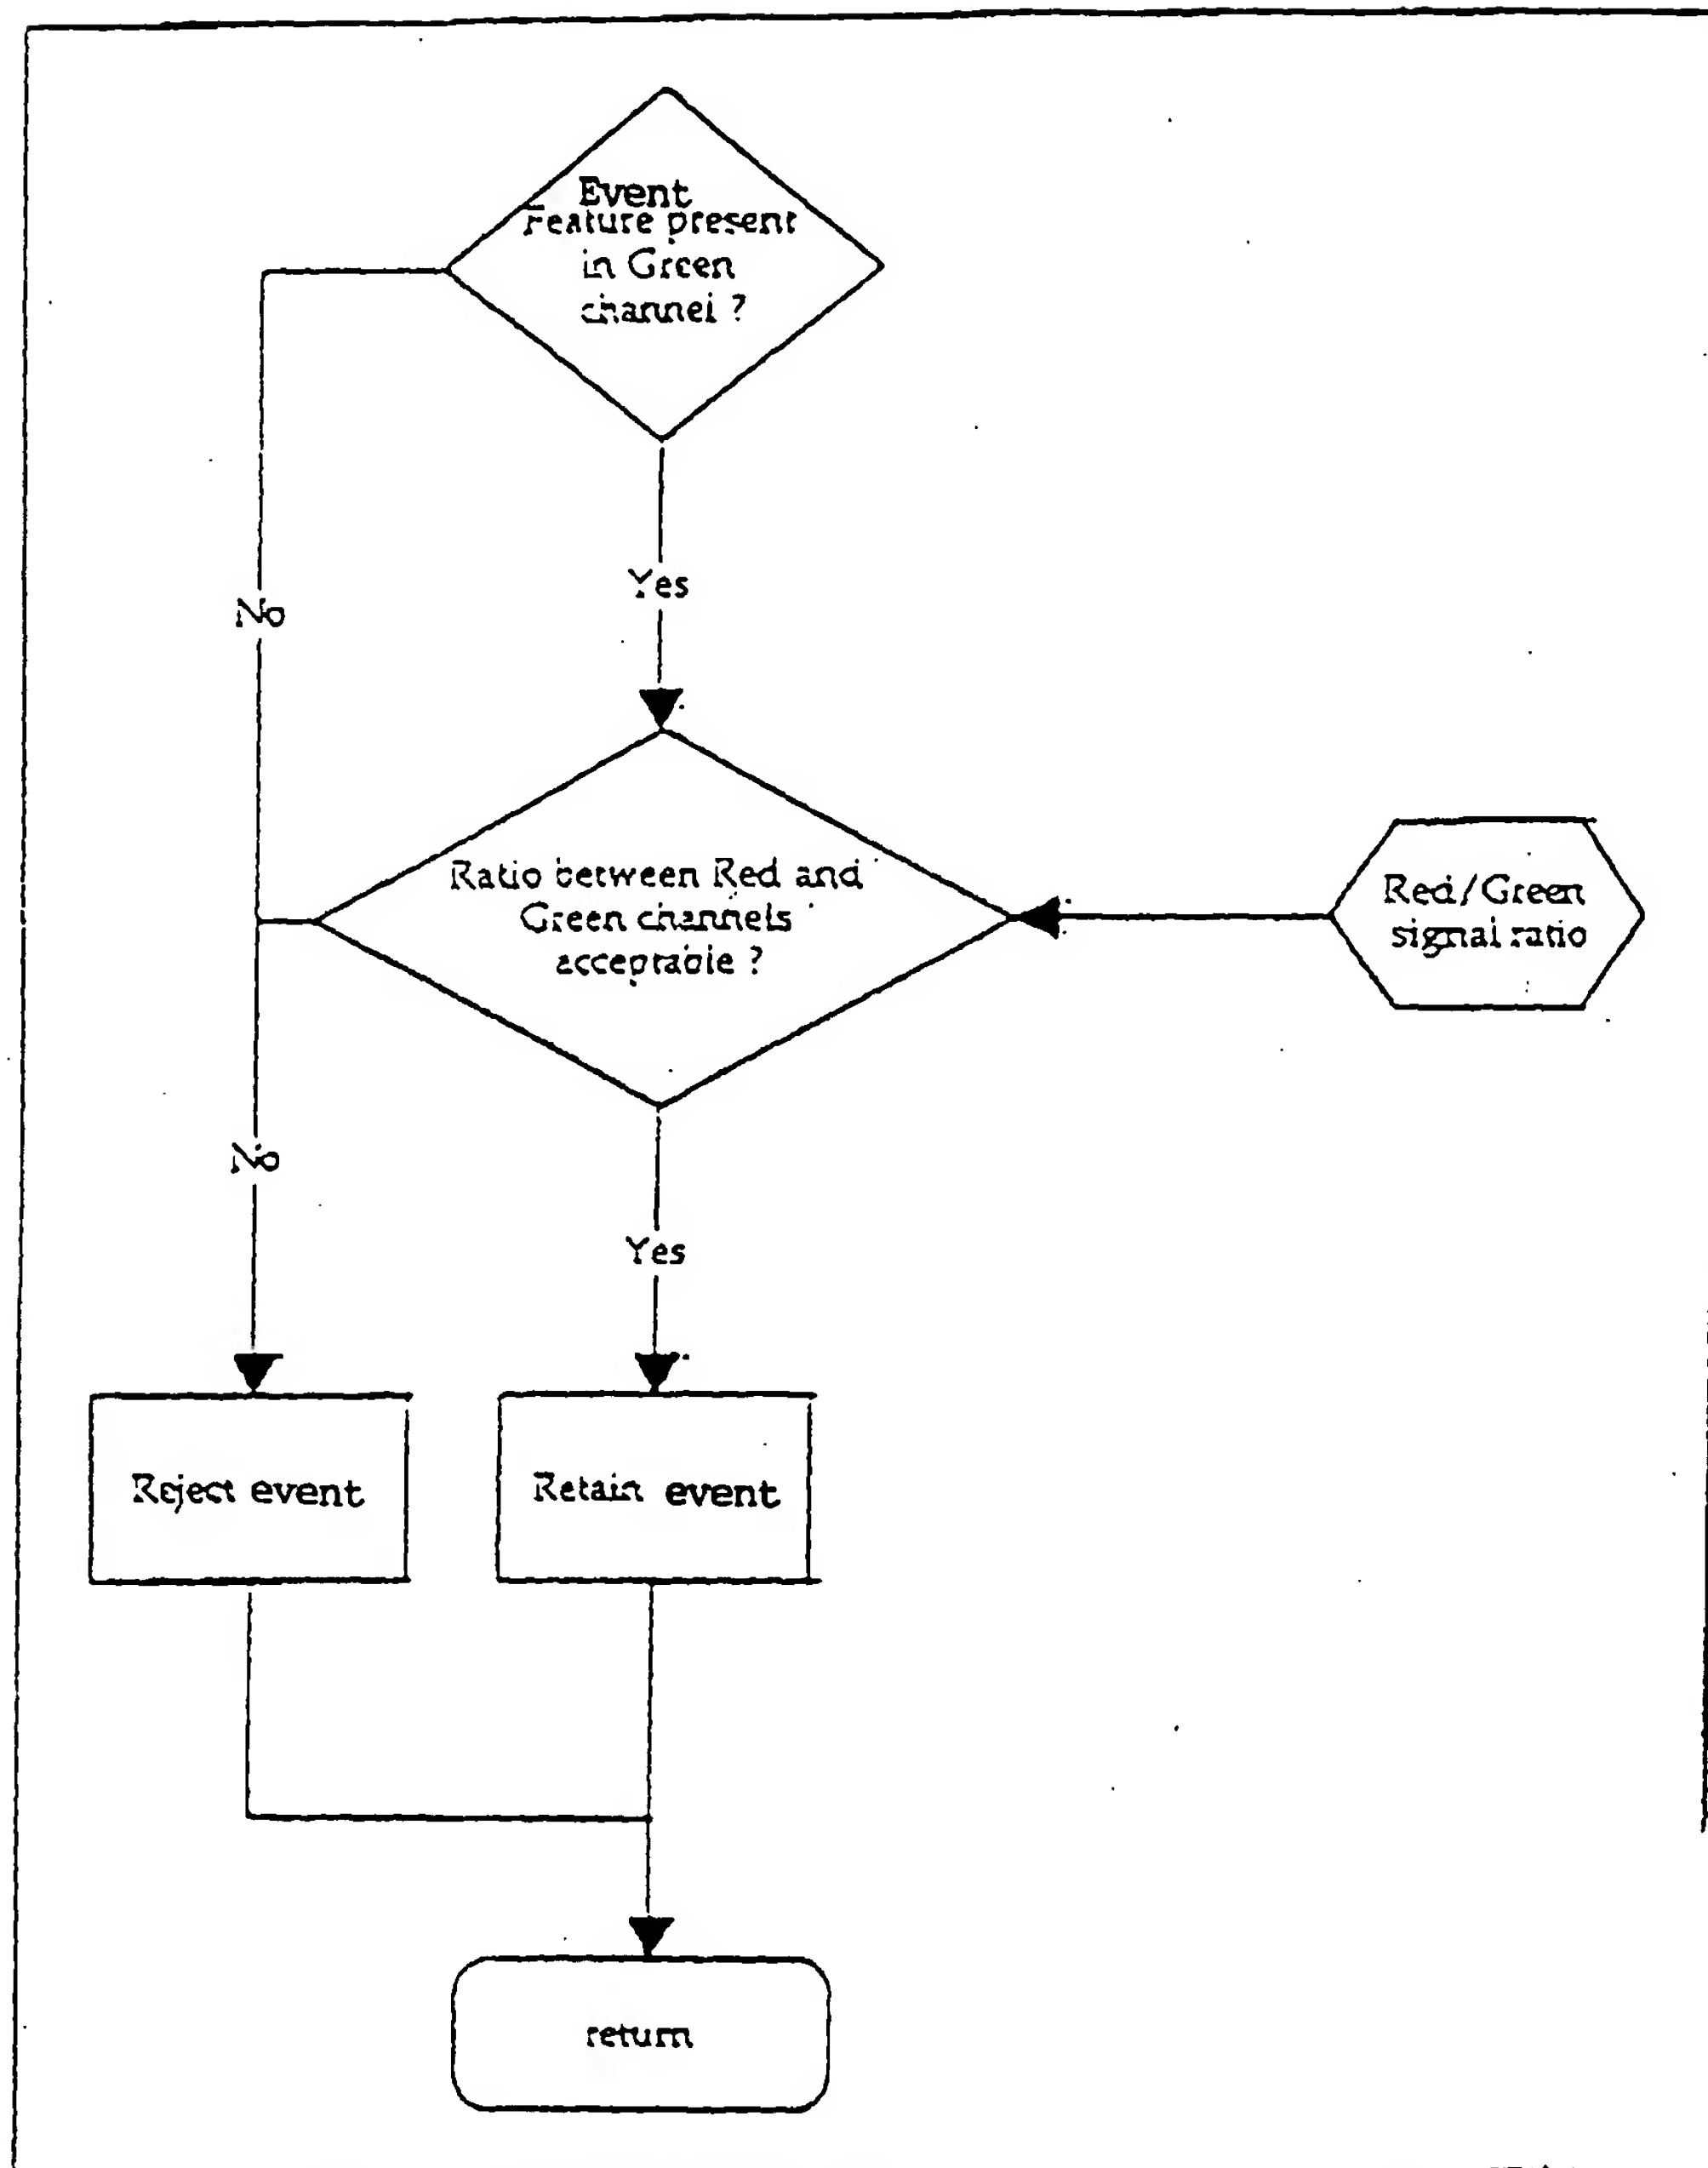 Event
Feature present
in Green
channel ?
Yes
No
Ratio between Red and
Green channels
acceptable ?
Red/Green
signal ratio
No
Yes
Reject event
Retain event
return